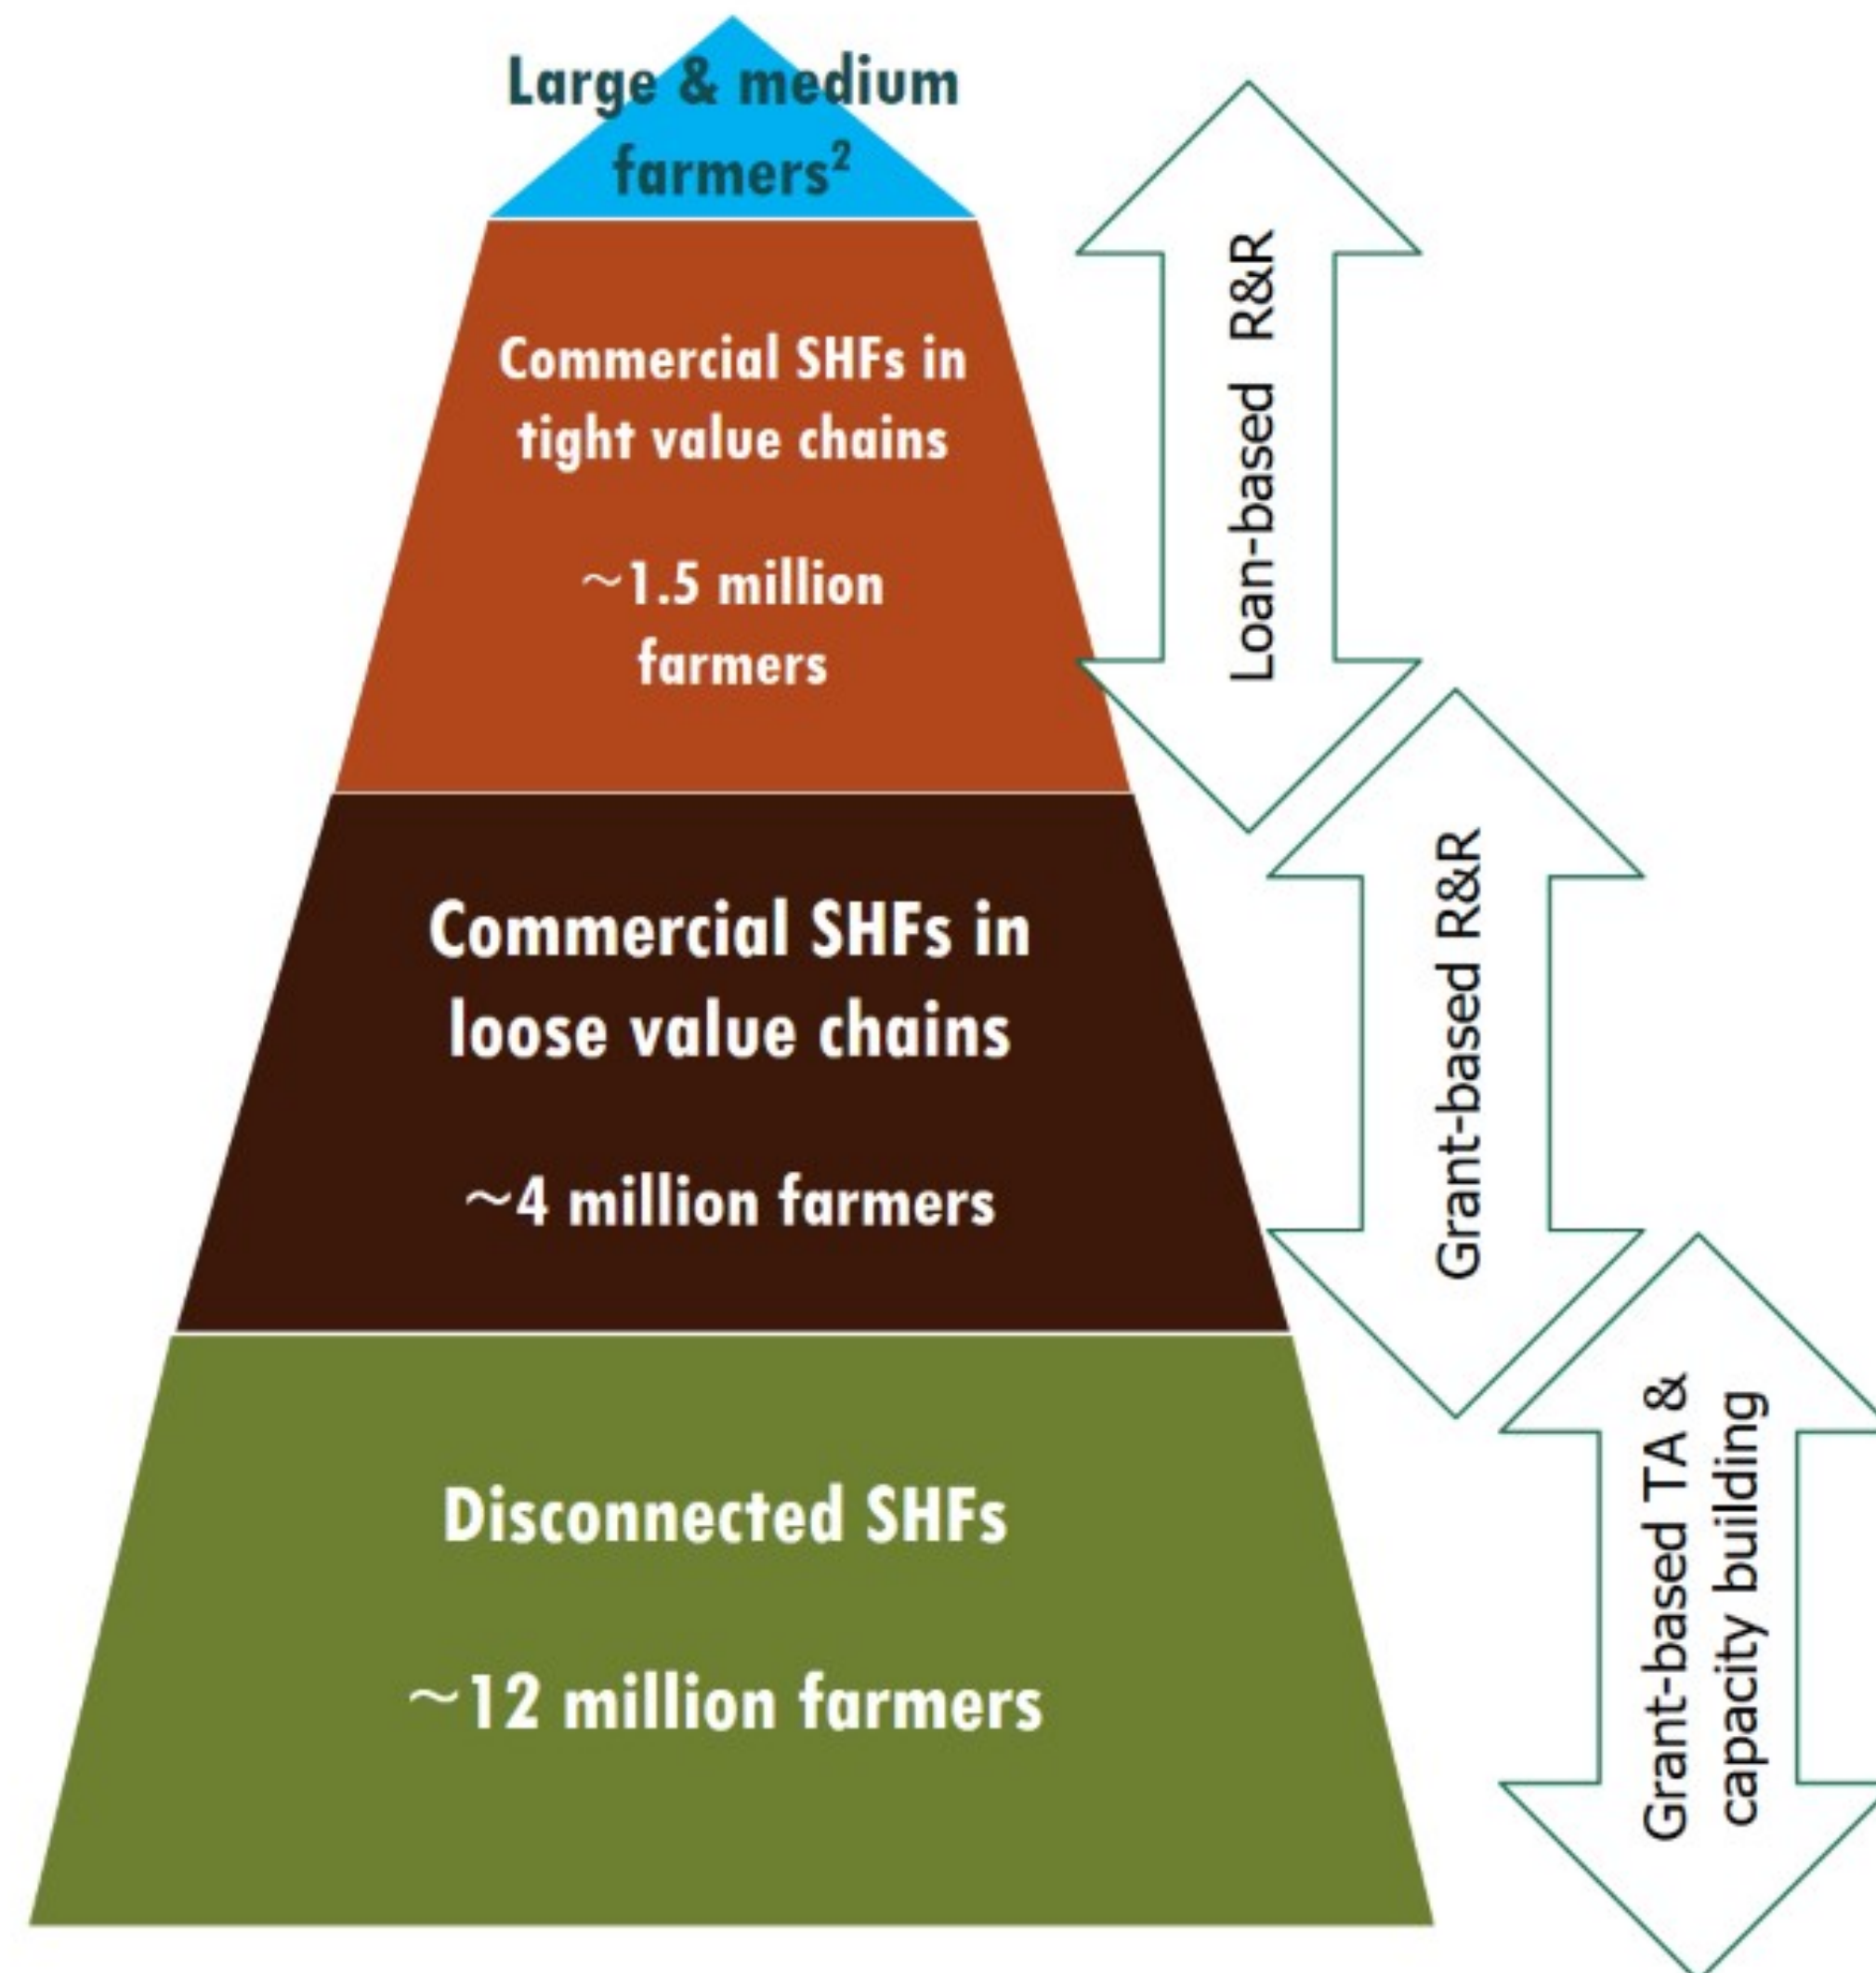 Large & medium
farmers²
Commercial SHFs in
tight value chains
~1.5 million
farmers
Commercial SHFs in
loose value chains
~4 million farmers
Disconnected SHFs
~12 million farmers
Loan-based R&R
Grant-based R&R
Grant-based TA &
capacity building